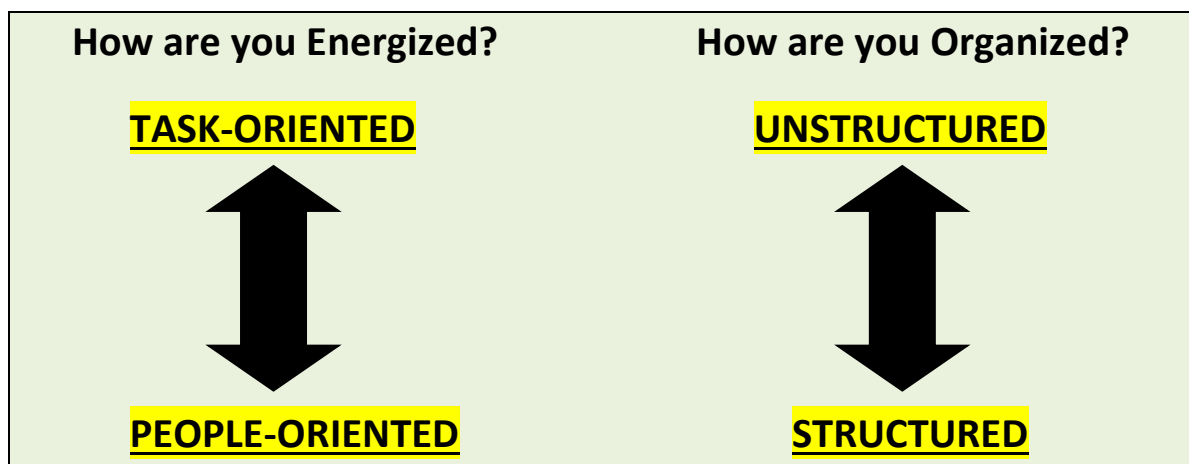 How are you Energized?
How are you Organized?
TASK-ORIENTED
UNSTRUCTURED
PEOPLE-ORIENTED
STRUCTURED